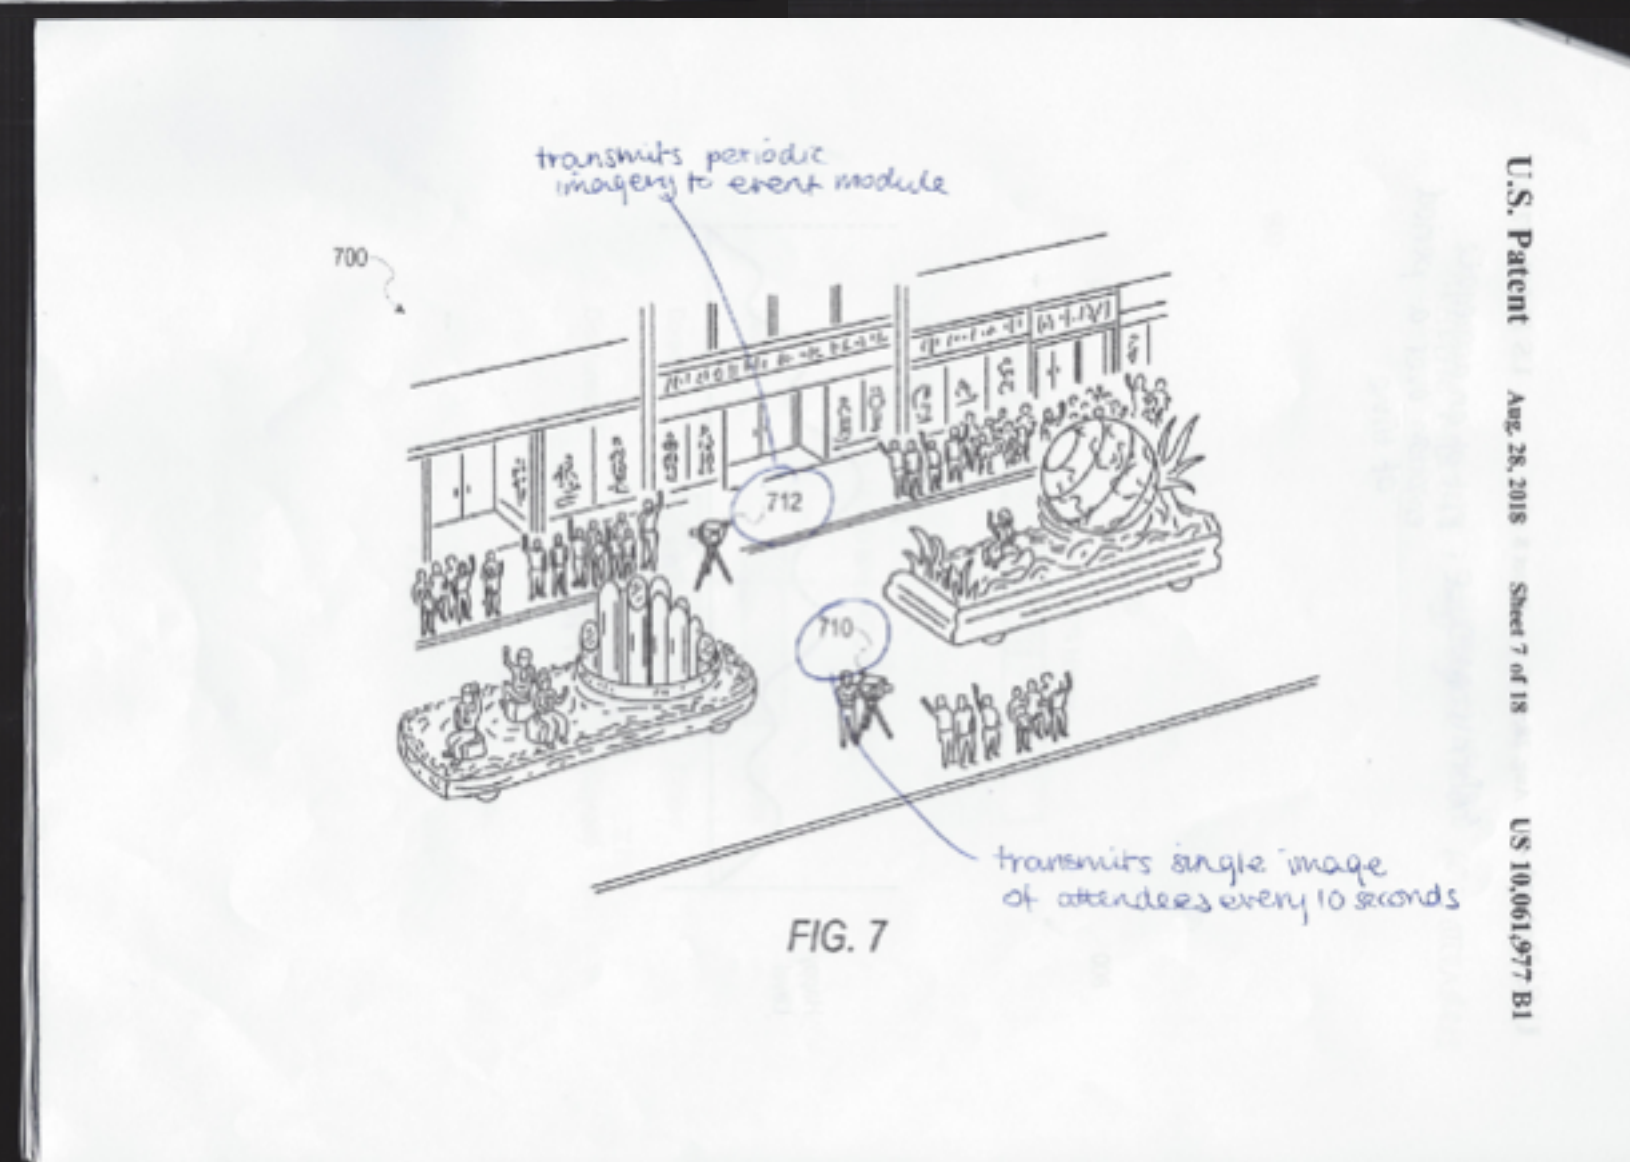 transmits periodic
imagery to event module
700
712
710
transmits single image
of attendees every 10 seconds
FIG. 7
U.S. Patent Aug. 28, 2018 Sheet 7 of 18 US 10,061,977 B1